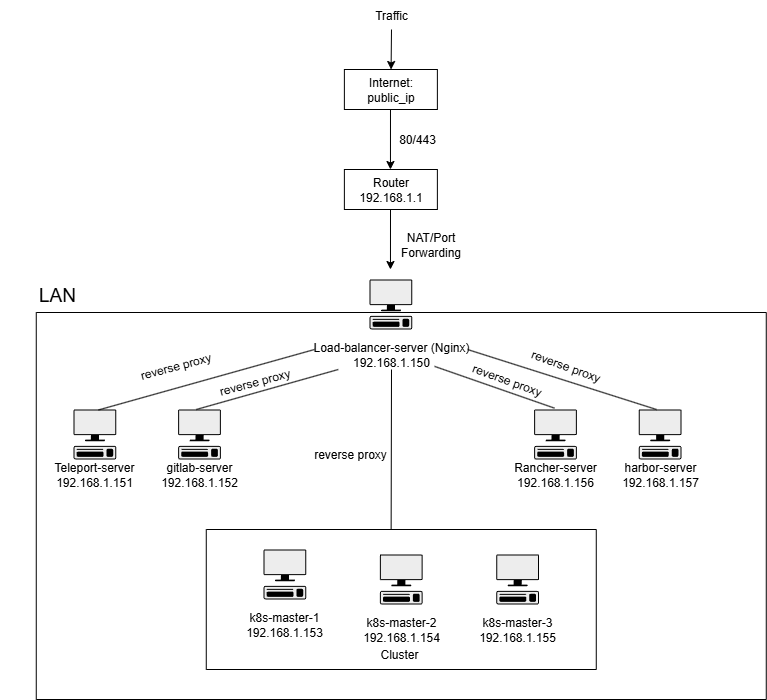 Traffic
Internet:
public_ip
80/443
Router
192.168.1.1
NAT/Port
Forwarding
LAN
Load-balancer-server (Nginx)
192.168.1.150
reverse proxy
reverse proxy
reverse proxy
reverse proxy
Teleport-server
192.168.1.151
gitlab-server
192.168.1.152
reverse proxy
Rancher-server
192.168.1.156
harbor-server
192.168.1.157
k8s-master-1
192.168.1.153
k8s-master-2
192.168.1.154
k8s-master-3
192.168.1.155
Cluster